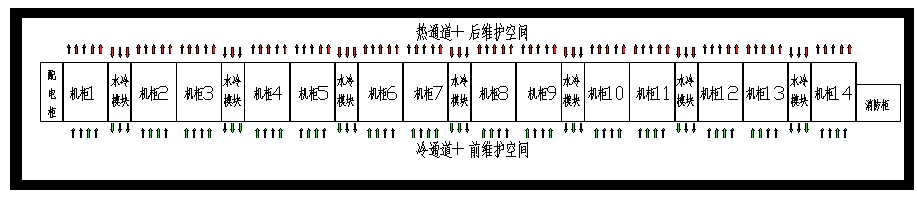 热通道+ 后维护空间
配电柜 机柜1 水冷模块 机柜2 机柜3 水冷模块 机柜4 机柜5 水冷模块 机柜6 机柜7 水冷模块 机柜8 机柜9 水冷模块 机柜10 机柜11 水冷模块 机柜12 机柜13 水冷模块 机柜14 消防柜
冷通道+ 前维护空间